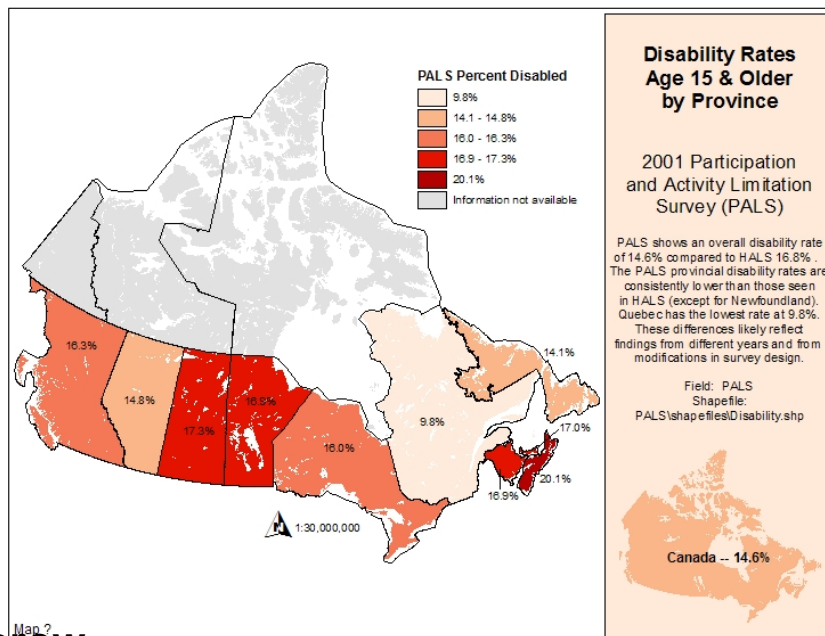 PALS Percent Disabled
9.8%
14.1 - 14.8%
16.0 - 16.3%
16.9 - 17.3%
20.1%
Information not available
16.3%
14.8%
17.3%
16.9%
16.0%
9.8%
14.1%
17.0%
20.1%
16.9%
N
1:30,000,000
Map ?
Disability Rates
Age 15 & Older
by Province
2001 Participation
and Activity Limitation
Survey (PALS)
PALS shows an overall disability rate
of 14.6% compared to HALS 16.8% .
The PALS provincial disability rates are
consistently lower than those seen
in HALS (except for Newfoundland).
Quebec has the lowest rate at 9.8%.
These differences likely reflect
findings from different years and from
modifications in survey design.
Field: PALS
Shapefile:
PALS\shapefiles\Disability.shp
Canada -- 14.6%